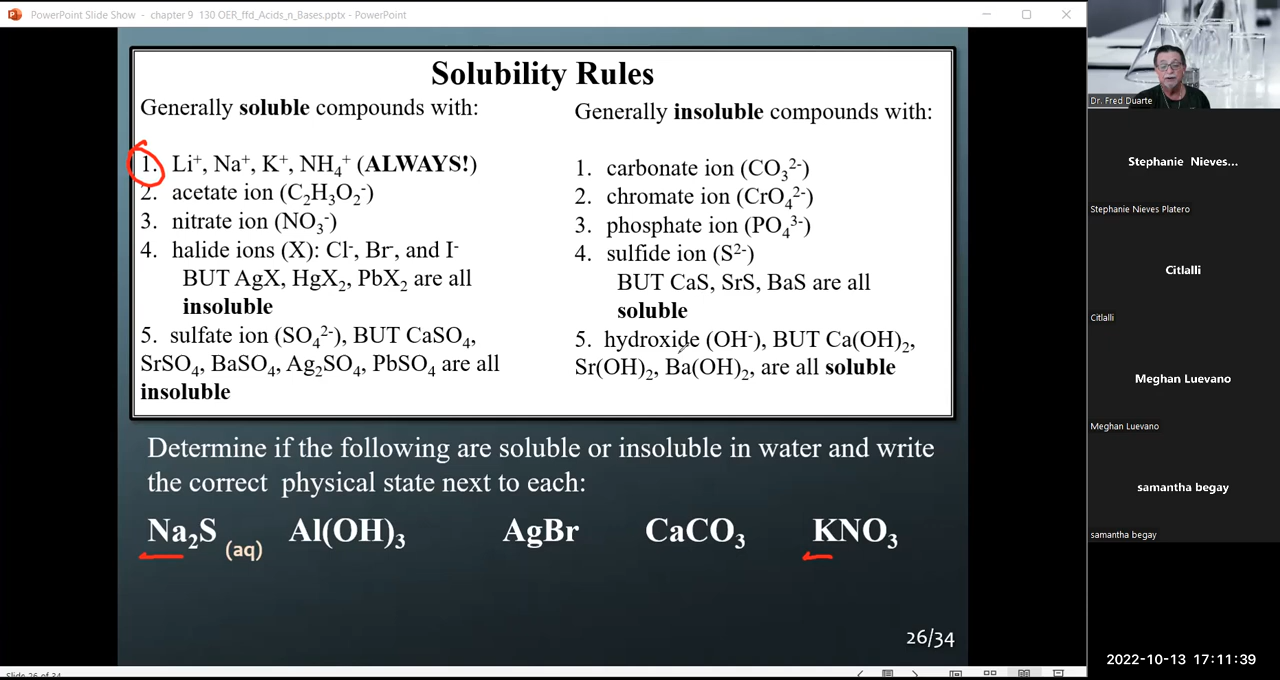 PowerPoint Slide Show - chapter 9 130 OER_ffd_Acids_n_Bases.pptx - PowerPoint
Solubility Rules
Generally soluble compounds with:
1. Li⁺, Na⁺, K⁺, NH₄⁺ (ALWAYS!)
2. acetate ion (C₂H₃O₂⁻)
3. nitrate ion (NO₃⁻)
4. halide ions (X): Cl⁻, Br⁻, and I⁻
BUT AgX, HgX₂, PbX₂ are all
insoluble
5. sulfate ion (SO₄²⁻), BUT CaSO₄,
SrSO₄, BaSO₄, Ag₂SO₄, PbSO₄ are all
insoluble
Generally insoluble compounds with:
1. carbonate ion (CO₃²⁻)
2. chromate ion (CrO₄²⁻)
3. phosphate ion (PO₄³⁻)
4. sulfide ion (S²⁻)
BUT CaS, SrS, BaS are all
soluble
5. hydroxide (OH⁻), BUT Ca(OH)₂,
Sr(OH)₂, Ba(OH)₂, are all soluble
Determine if the following are soluble or insoluble in water and write
the correct physical state next to each:
Na₂S (aq) Al(OH)₃ AgBr CaCO₃ KNO₃
26/34
Slide 26 of 34
Dr. Fred Duarte
Stephanie Nieves...
Stephanie Nieves Platero
Citlalli
Citlalli
Meghan Luevano
Meghan Luevano
samantha begay
samantha begay
2022-10-13 17:11:39